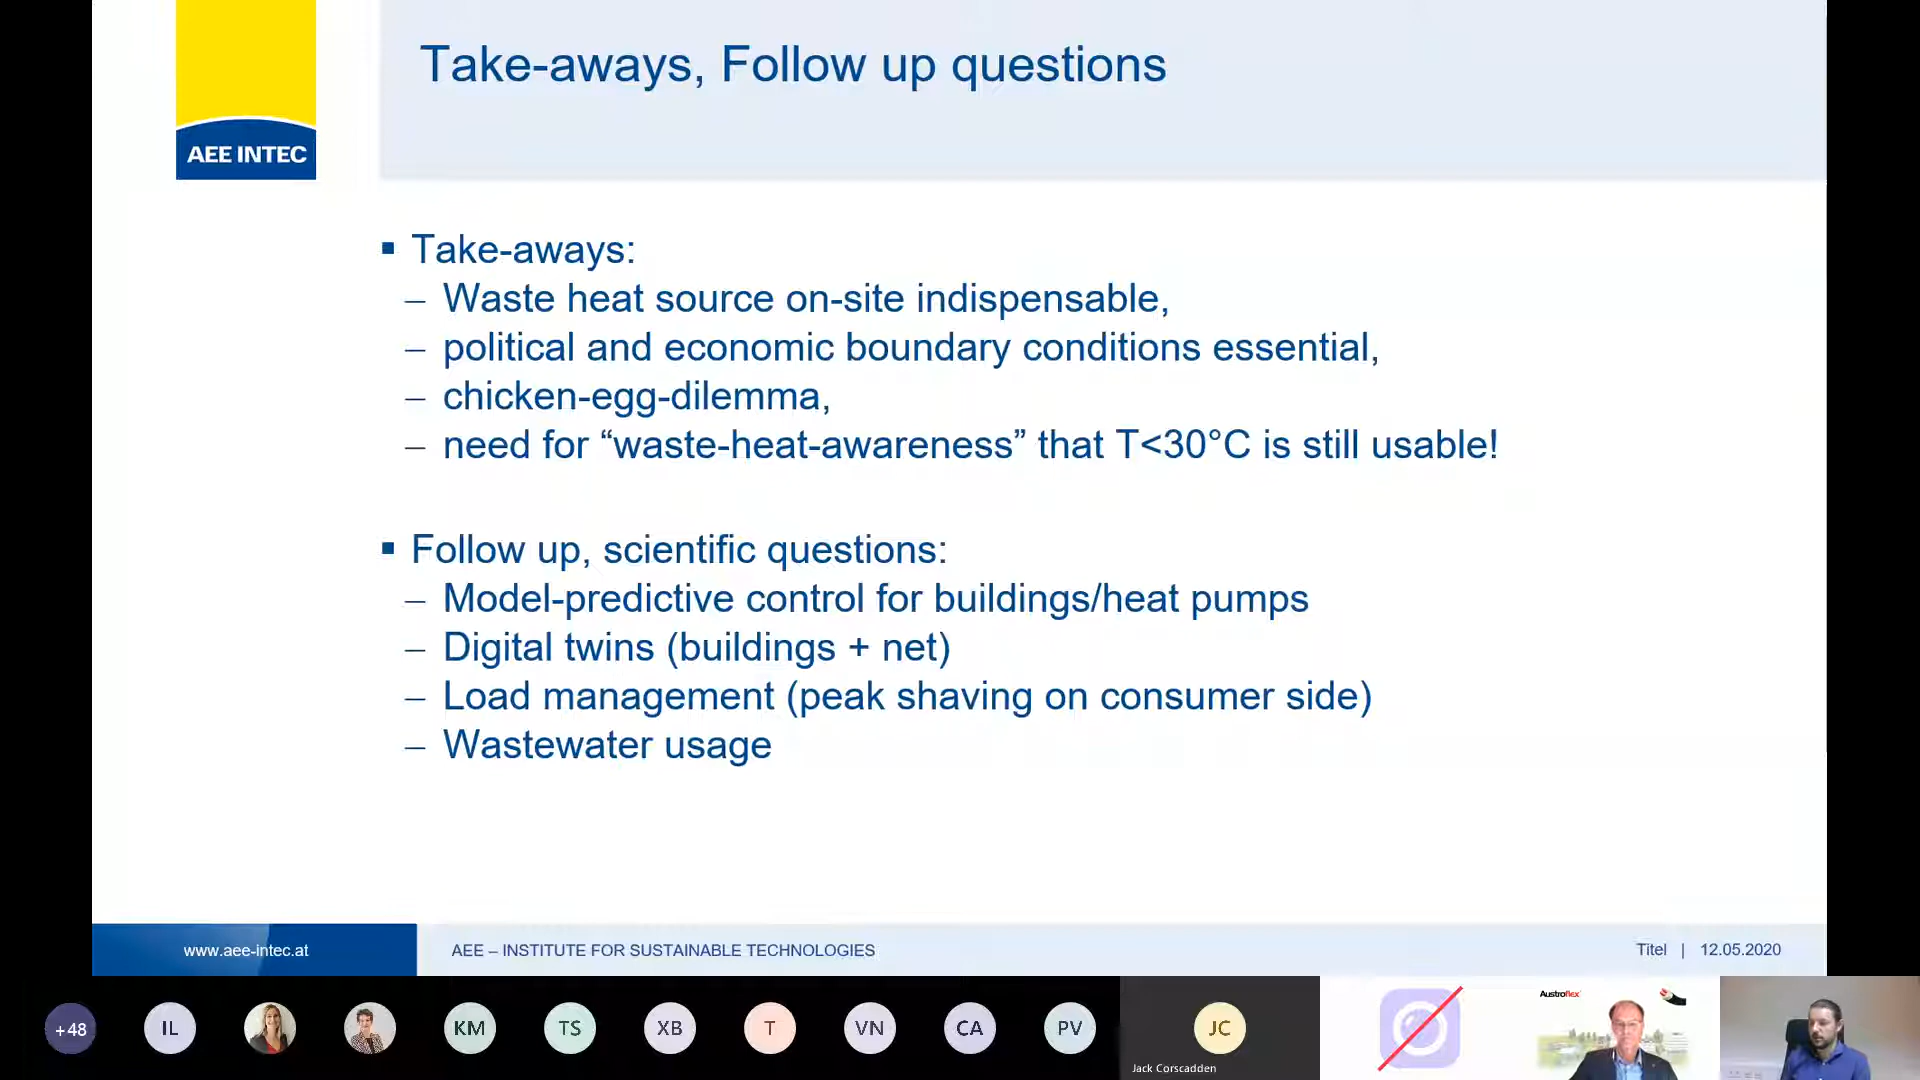 Take-aways, Follow up questions
AEE INTEC
▪ Take-aways:
– Waste heat source on-site indispensable,
– political and economic boundary conditions essential,
– chicken-egg-dilemma,
– need for “waste-heat-awareness” that T<30°C is still usable!
▪ Follow up, scientific questions:
– Model-predictive control for buildings/heat pumps
– Digital twins (buildings + net)
– Load management (peak shaving on consumer side)
– Wastewater usage
www.aee-intec.at
AEE – INSTITUTE FOR SUSTAINABLE TECHNOLOGIES
Titel | 12.05.2020
+48
IL
KM
TS
XB
T
VN
CA
PV
JC
Jack Corscadden
Austroflex